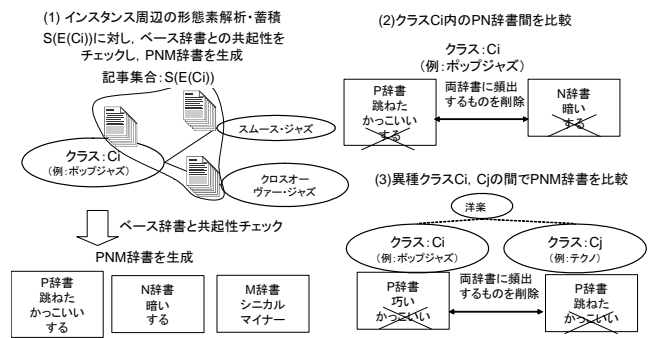 (1) インスタンス周辺の形態素解析・蓄積
S(E(Ci))に対し，ベース辞書との共起性を
チェックし，PNM辞書を生成
記事集合：S(E(Ci))
スムース・ジャズ
クラス：Ci
(例：ポップジャズ)
クロスオー
ヴァー・ジャズ
ベース辞書と共起性チェック
PNM辞書を生成
P辞書
跳ねた
かっこいい
する
N辞書
暗い
する
M辞書
シニカル
マイナー
(2)クラスCi内のPN辞書間を比較
クラス：Ci
(例：ポップジャズ)
P辞書
跳ねた
かっこいい
する
両辞書に頻出
するものを削除
N辞書
暗い
する
(3)異種クラスCi，Cjの間でPNM辞書を比較
洋楽
クラス：Ci
(例：ポップジャズ)
クラス：Cj
(例：テクノ)
P辞書
巧い
かっこいい
両辞書に頻出
するものを削除
P辞書
跳ねた
かっこいい